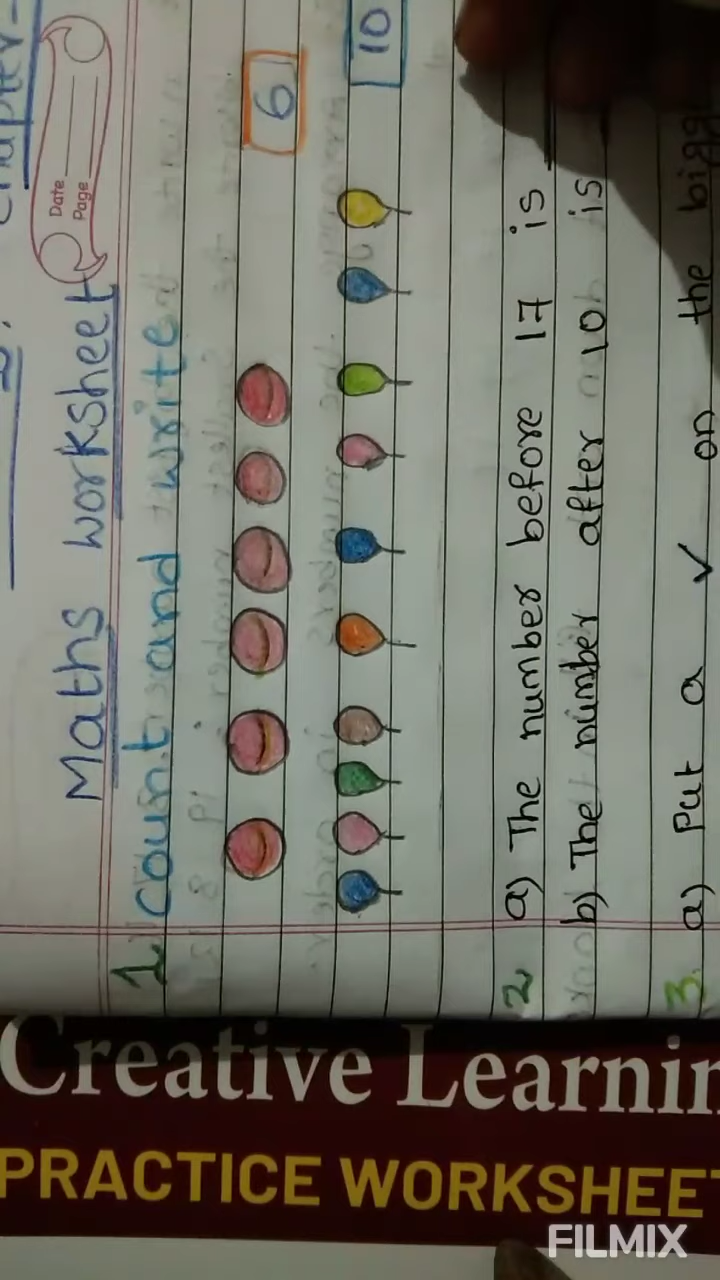 Date
Page
Maths worksheet
1. count and write
6
10
2. a) The number before 17 is
b) The number after 10 is
3. a) Put a v on the bigg
Creative Learnin
PRACTICE WORKSHEET
FILMIX